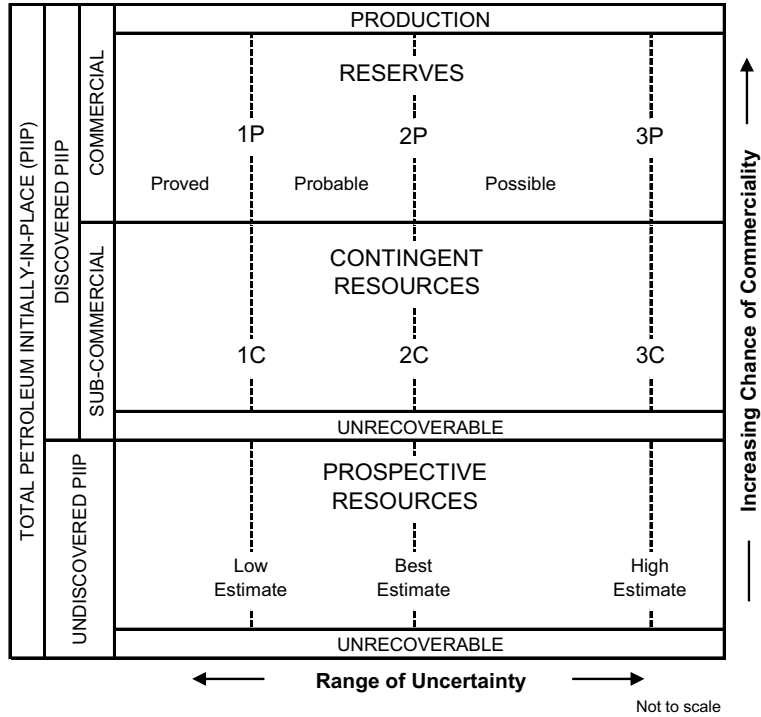 TOTAL PETROLEUM INITIALLY-IN-PLACE (PIIP)
DISCOVERED PIIP
UNDISCOVERED PIIP
COMMERCIAL
SUB-COMMERCIAL
PRODUCTION
RESERVES
1P 2P 3P
Proved Probable Possible
CONTINGENT
RESOURCES
1C 2C 3C
UNRECOVERABLE
PROSPECTIVE
RESOURCES
Low Best High
Estimate Estimate Estimate
UNRECOVERABLE
Increasing Chance of Commerciality
Range of Uncertainty
Not to scale